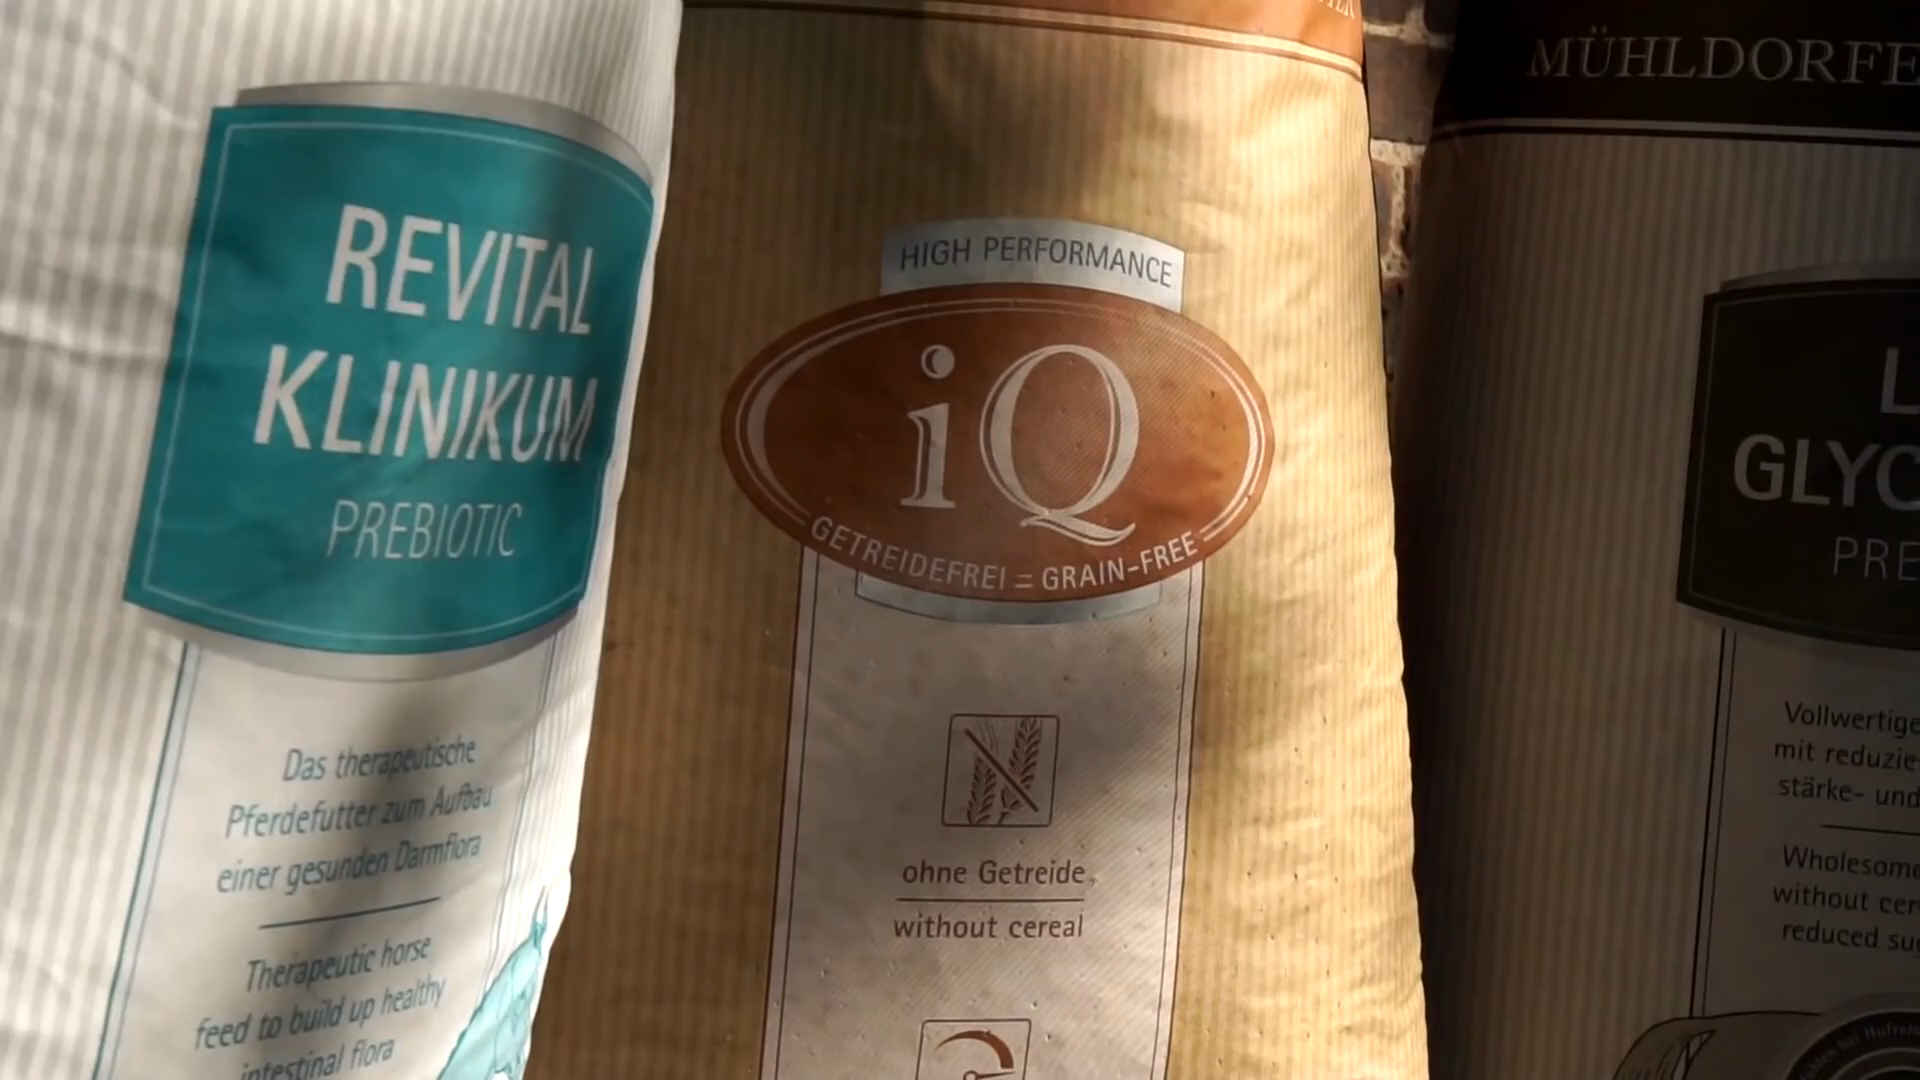 REVITAL
KLINIKUM
PREBIOTIC
Das therapeutische
Pferdefutter zum Aufbau
einer gesunden Darmflora
Therapeutic horse
feed to build up healthy
intestinal flora
HIGH PERFORMANCE
iQ
GETREIDEFREI = GRAIN-FREE
ohne Getreide
without cereal
MÜHLDORFE
L
GLYC
PRE
Vollwertige
mit reduzie
stärke- und
Wholesome
without cer
reduced sug